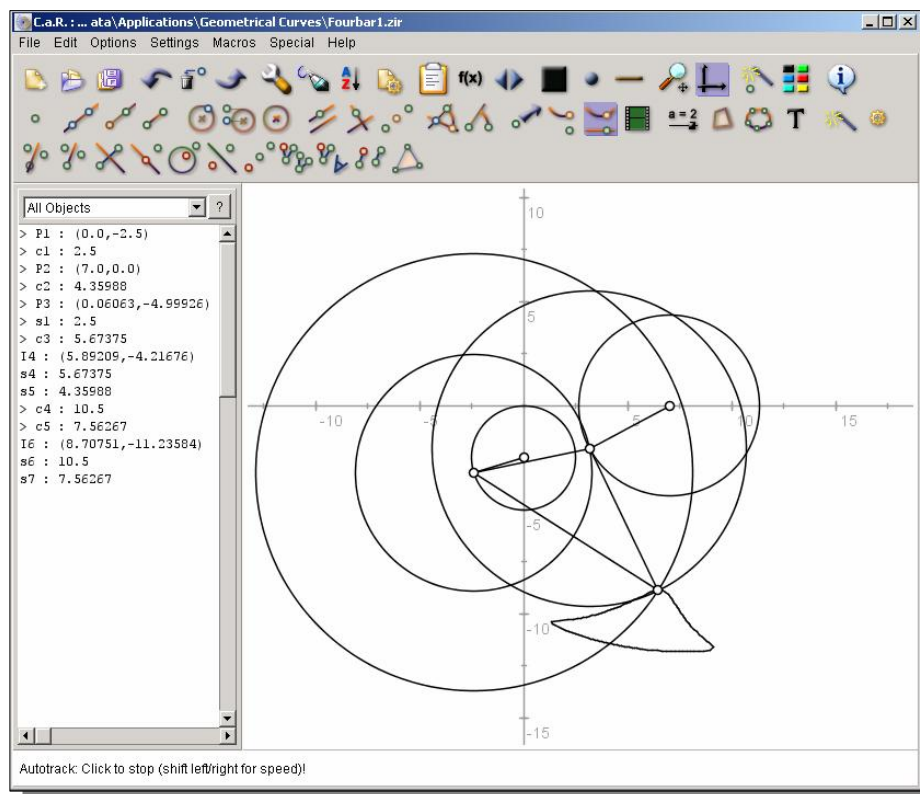 C.a.R. : ... ata\Applications\Geometrical Curves\Fourbar1.zir
File Edit Options Settings Macros Special Help
f(x)
a = 2
T
All Objects
?
> P1 : (0.0,-2.5)
> c1 : 2.5
> P2 : (7.0,0.0)
> c2 : 4.35988
> P3 : (0.06063,-4.99926)
> s1 : 2.5
> c3 : 5.67375
I4 : (5.89209,-4.21676)
s4 : 5.67375
s5 : 4.35988
> c4 : 10.5
> c5 : 7.56267
I6 : (8.70751,-11.23584)
s6 : 10.5
s7 : 7.56267
10
5
-10
-5
5
10
15
-5
-10
-15
Autotrack: Click to stop (shift left/right for speed)!